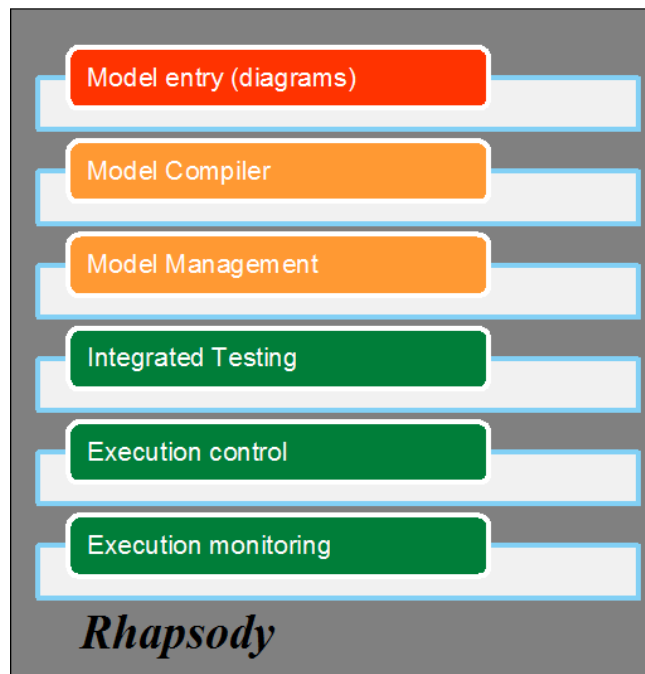 Model entry (diagrams)
Model Compiler
Model Management
Integrated Testing
Execution control
Execution monitoring
Rhapsody